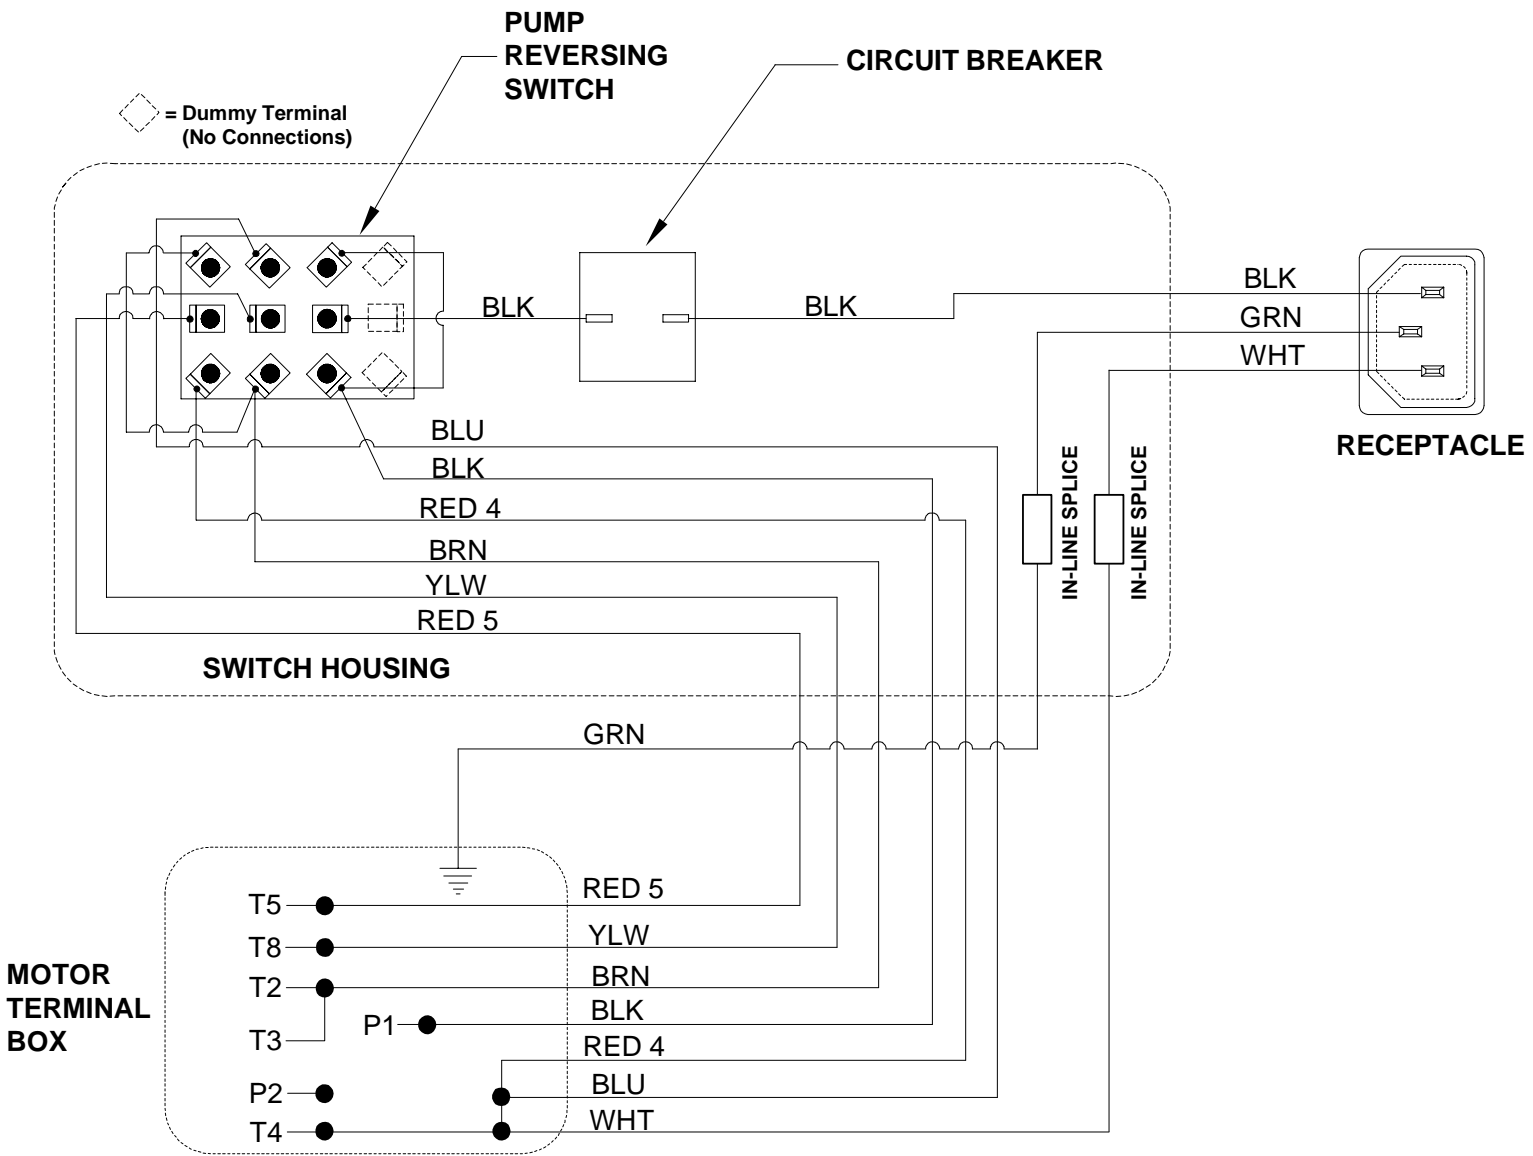 PUMP
REVERSING
SWITCH
CIRCUIT BREAKER
= Dummy Terminal
(No Connections)
BLK
BLK
BLK
GRN
WHT
RECEPTACLE
BLU
BLK
RED 4
BRN
YLW
RED 5
IN-LINE SPLICE
IN-LINE SPLICE
SWITCH HOUSING
GRN
T5
RED 5
T8
YLW
T2
BRN
MOTOR
TERMINAL
BOX
T3
P1
BLK
RED 4
P2
BLU
T4
WHT